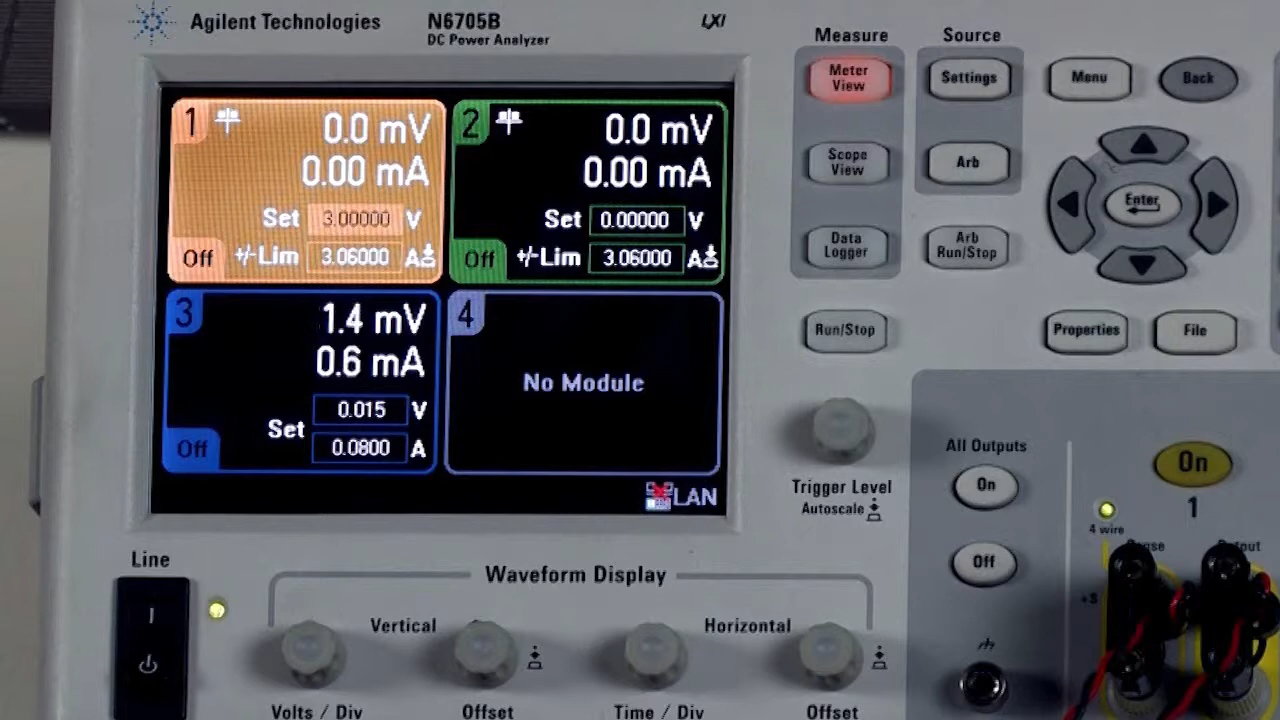 Agilent Technologies
N6705B
DC Power Analyzer
LXI
1
0.0 mV
0.00 mA
Set 3.00000 V
Off +/-Lim 3.06000 A
2
0.0 mV
0.00 mA
Set 0.00000 V
Off +/-Lim 3.06000 A
3
1.4 mV
0.6 mA
Set
0.015 V
0.0800 A
Off
4
No Module
LAN
Measure
Meter
View
Scope
View
Data
Logger
Run/Stop
Source
Settings
Arb
Arb
Run/Stop
Menu
Back
Enter
Properties
File
Trigger Level
Autoscale
All Outputs
On
Off
On
1
4 wire
Sense
Output
+S
Line
Waveform Display
Vertical
Horizontal
Volts / Div
Offset
Time / Div
Offset